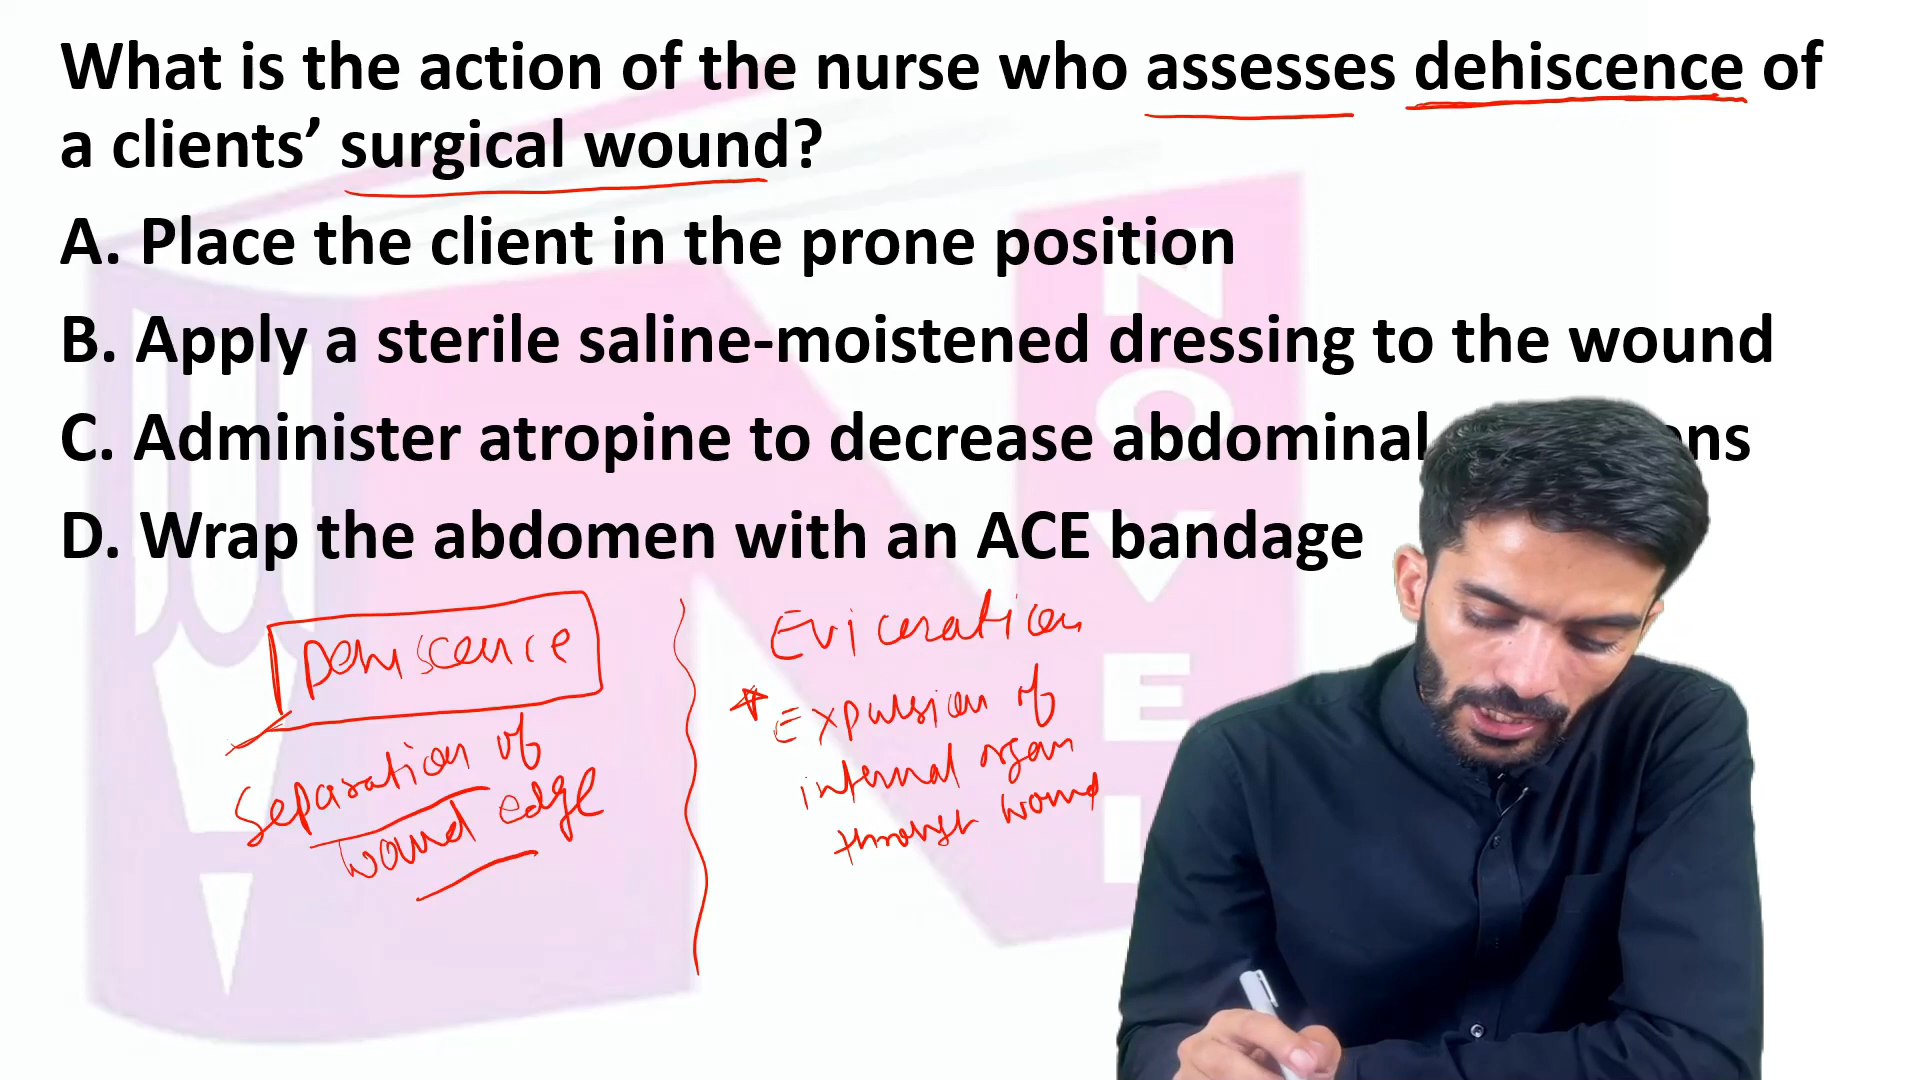 What is the action of the nurse who assesses dehiscence of
a clients’ surgical wound?
A. Place the client in the prone position
B. Apply a sterile saline-moistened dressing to the wound
C. Administer atropine to decrease abdominal
D. Wrap the abdomen with an ACE bandage
Dehiscence
Separation of
wound edge
Eviceration
Expulsion of
internal organ
through wound
NOVEL